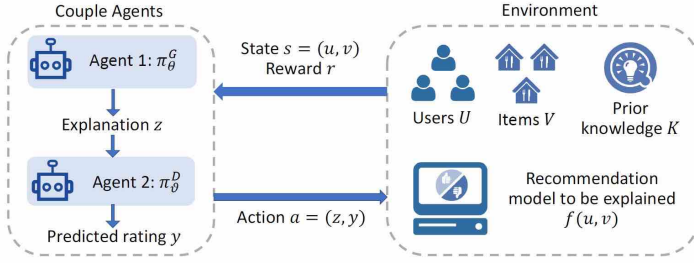 Couple Agents
Agent 1: π_θ^G
Explanation z
Agent 2: π_ϑ^D
Predicted rating y
State s = (u, v)
Reward r
Action a = (z, y)
Environment
Users U
Items V
Prior
knowledge K
Recommendation
model to be explained
f(u, v)